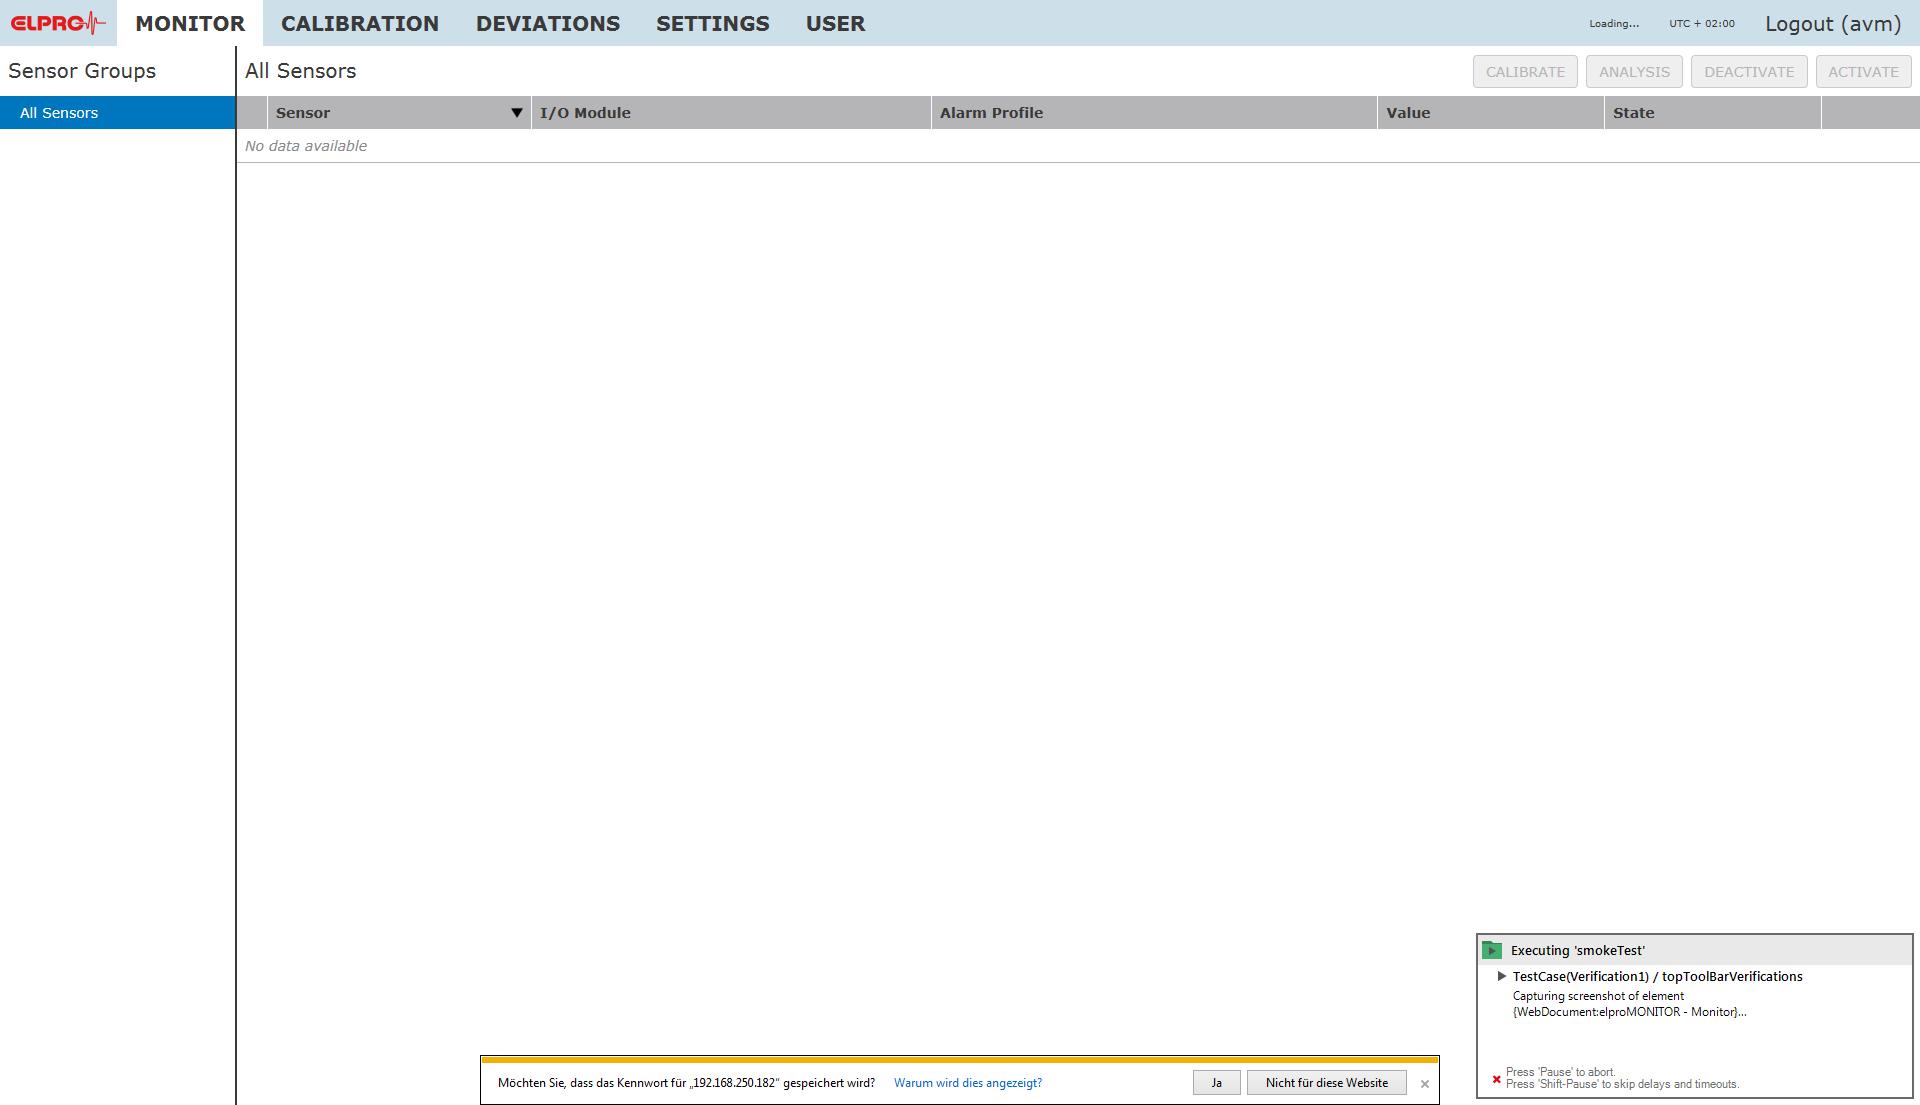 ELPRO MONITOR CALIBRATION DEVIATIONS SETTINGS USER Loading... UTC + 02:00 Logout (avm)
Sensor Groups
All Sensors
All Sensors CALIBRATE ANALYSIS DEACTIVATE ACTIVATE
Sensor I/O Module Alarm Profile Value State
No data available
Executing 'smokeTest'
TestCase(Verification1) / topToolBarVerifications
Capturing screenshot of element
{WebDocument:elproMONITOR - Monitor}...
Press 'Pause' to abort.
Press 'Shift-Pause' to skip delays and timeouts.
Möchten Sie, dass das Kennwort für „192.168.250.182“ gespeichert wird? Warum wird dies angezeigt? Ja Nicht für diese Website